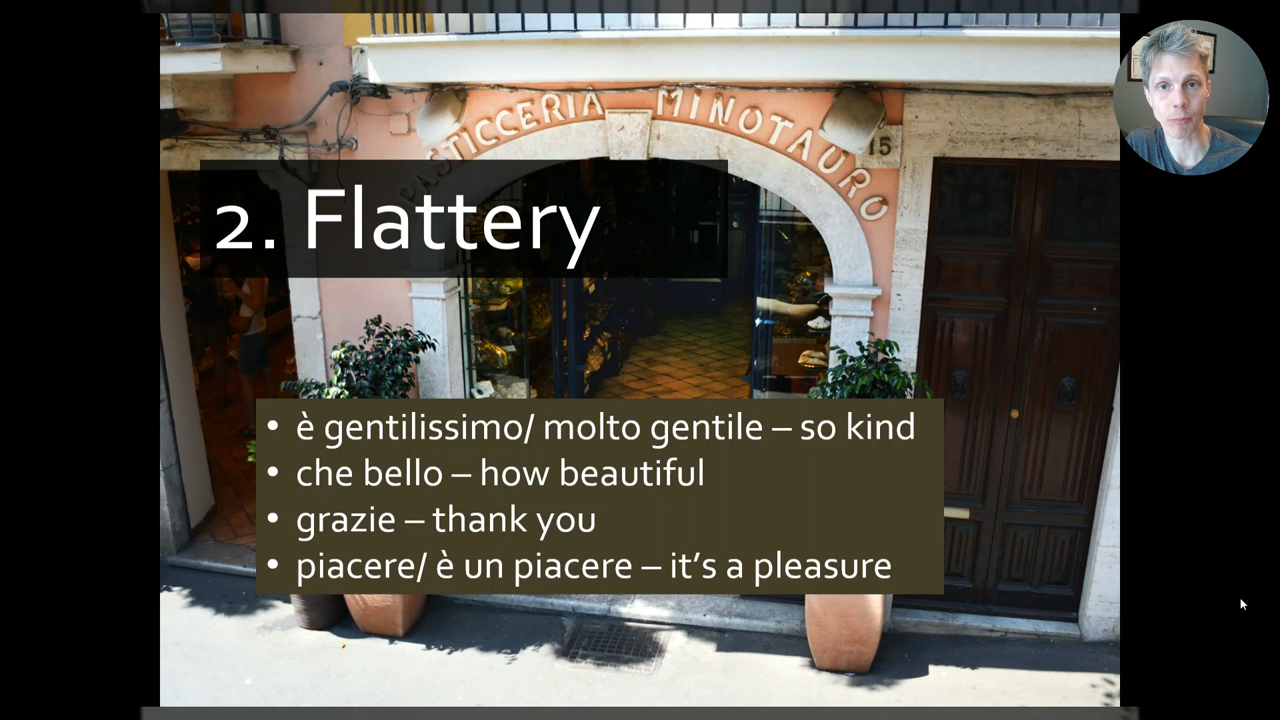 PASTICCERIA MINOTAURO
15
2. Flattery
• è gentilissimo/ molto gentile – so kind
• che bello – how beautiful
• grazie – thank you
• piacere/ è un piacere – it’s a pleasure